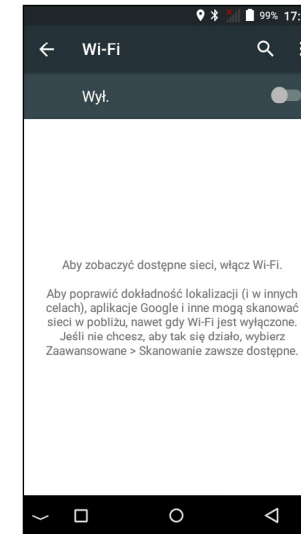 99% 17:
Wi-Fi
Wył.
Aby zobaczyć dostępne sieci, włącz Wi-Fi.
Aby poprawić dokładność lokalizacji (i w innych
celach), aplikacje Google i inne mogą skanować
sieci w pobliżu, nawet gdy Wi-Fi jest wyłączone.
Jeśli nie chcesz, aby tak się działo, wybierz
Zaawansowane > Skanowanie zawsze dostępne.